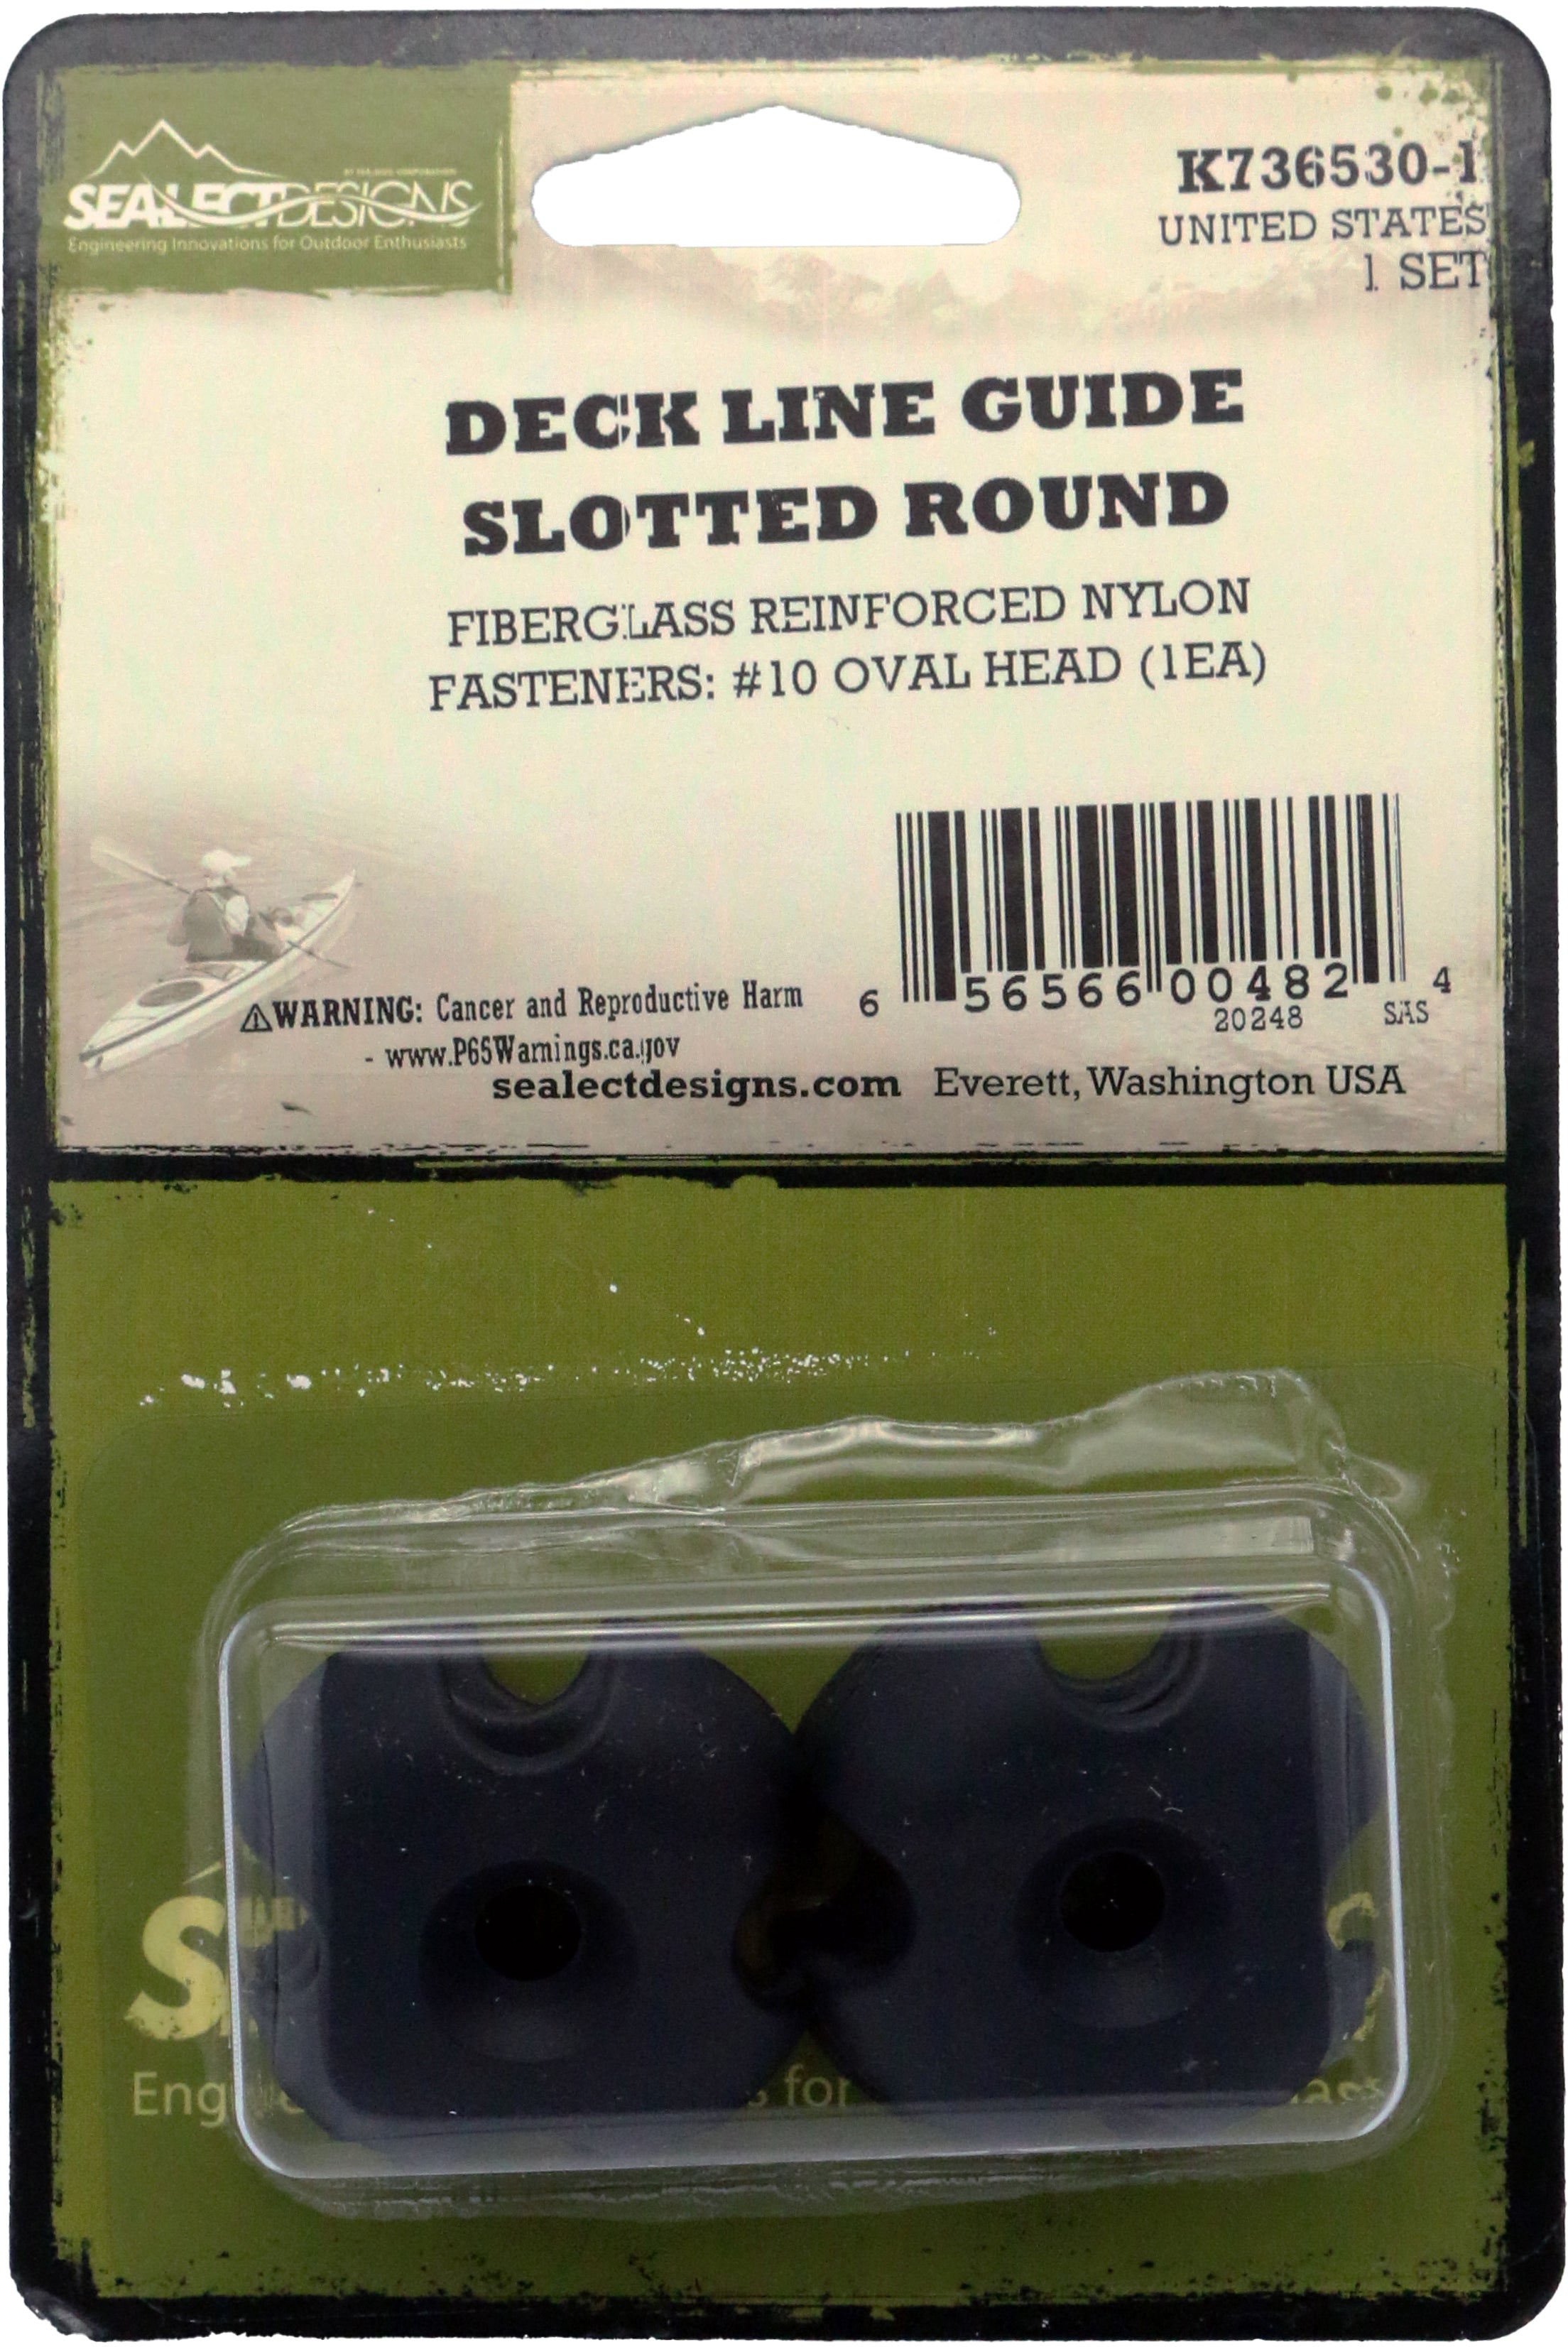 SEALECTDESIGNS
Engineering Innovations for Outdoor Enthusiasts
K736530-1
UNITED STATES
1 SET
DECK LINE GUIDE
SLOTTED ROUND
FIBERGLASS REINFORCED NYLON
FASTENERS: #10 OVAL HEAD (1EA)
6 56566 00482 4
20248 SAS
⚠WARNING: Cancer and Reproductive Harm
- www.P65Warnings.ca.gov
sealectdesigns.com Everett, Washington USA
for